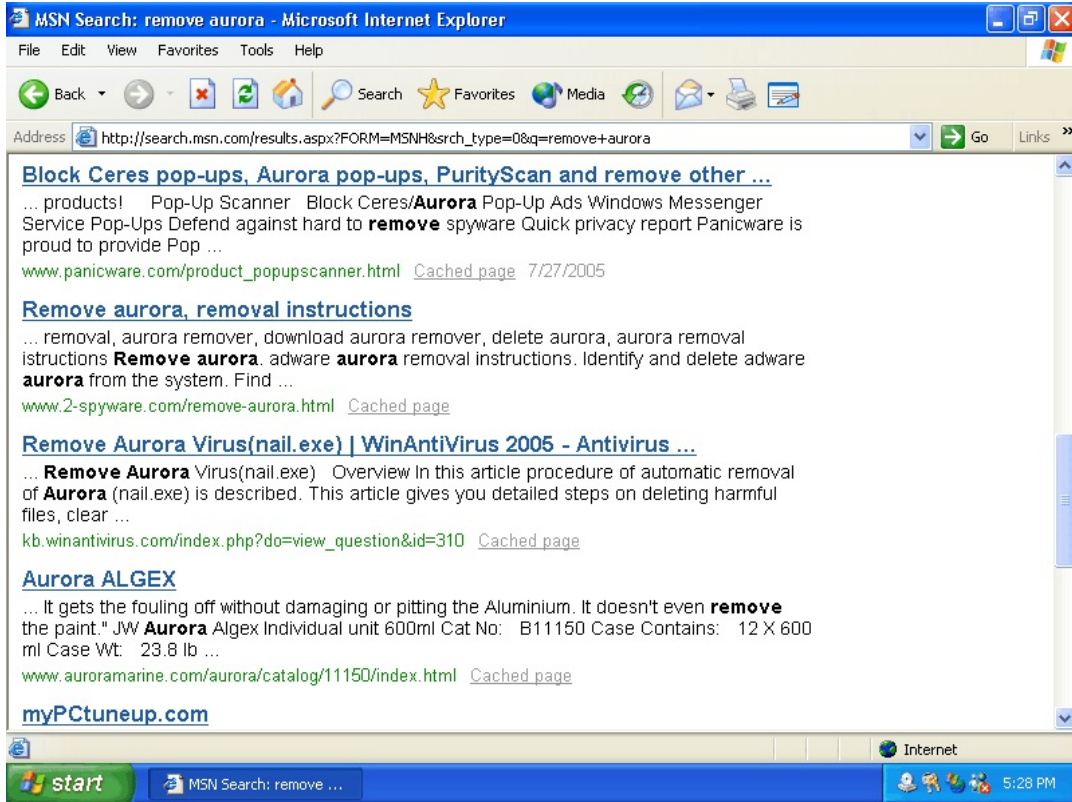 MSN Search: remove aurora - Microsoft Internet Explorer
File Edit View Favorites Tools Help
Back Search Favorites Media
Address http://search.msn.com/results.aspx?FORM=MSNH&srch_type=0&q=remove+aurora Go Links »
Block Ceres pop-ups, Aurora pop-ups, PurityScan and remove other ...
... products! Pop-Up Scanner Block Ceres/Aurora Pop-Up Ads Windows Messenger
Service Pop-Ups Defend against hard to remove spyware Quick privacy report Panicware is
proud to provide Pop ...
www.panicware.com/product_popupscanner.html Cached page 7/27/2005
Remove aurora, removal instructions
... removal, aurora remover, download aurora remover, delete aurora, aurora removal
istructions Remove aurora. adware aurora removal instructions. Identify and delete adware
aurora from the system. Find ...
www.2-spyware.com/remove-aurora.html Cached page
Remove Aurora Virus(nail.exe) | WinAntiVirus 2005 - Antivirus ...
... Remove Aurora Virus(nail.exe) Overview In this article procedure of automatic removal
of Aurora (nail.exe) is described. This article gives you detailed steps on deleting harmful
files, clear ...
kb.winantivirus.com/index.php?do=view_question&id=310 Cached page
Aurora ALGEX
... It gets the fouling off without damaging or pitting the Aluminium. It doesn't even remove
the paint." JW Aurora Algex Individual unit 600ml Cat No: B11150 Case Contains: 12 X 600
ml Case Wt: 23.8 lb ...
www.auroramarine.com/aurora/catalog/11150/index.html Cached page
myPCtuneup.com
Internet
start MSN Search: remove ... 5:28 PM